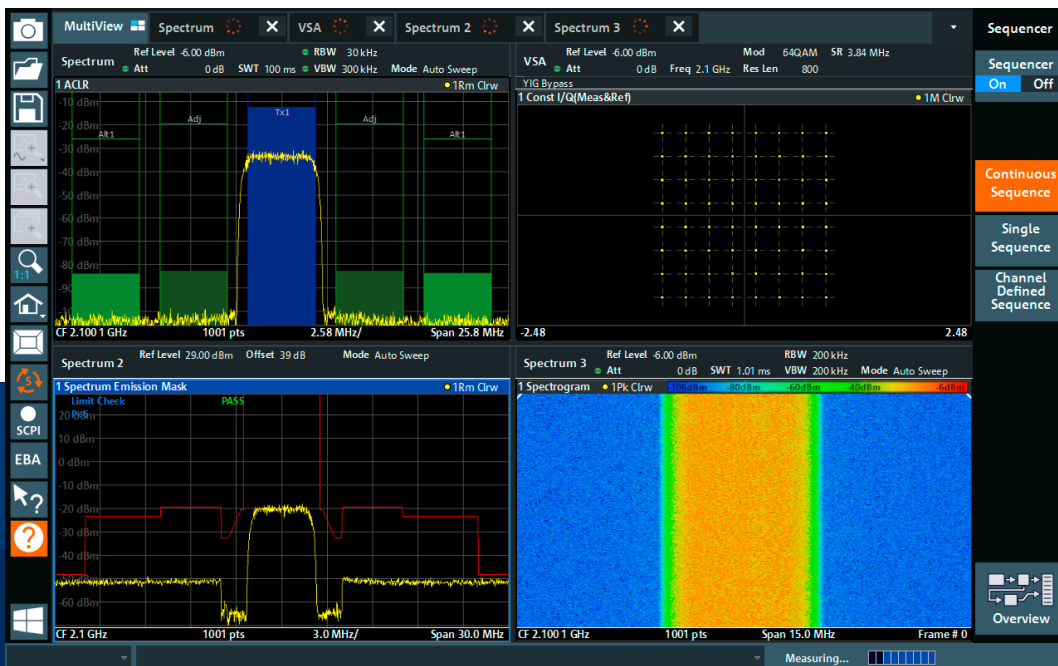 MultiView
Spectrum
VSA
Spectrum 2
Spectrum 3
Sequencer
Sequencer
On Off
Continuous
Sequence
Single
Sequence
Channel
Defined
Sequence
Overview
1:1
SCPI
EBA
Spectrum
Ref Level -6.00 dBm RBW 30 kHz
Att 0 dB SWT 100 ms VBW 300 kHz Mode Auto Sweep
1 ACLR 1Rm Clrw
-10 dBm
-20 dBm
-30 dBm
-40 dBm
-50 dBm
-60 dBm
-70 dBm
-80 dBm
-90
Alt1 Adj Tx1 Adj Alt1
CF 2.100 1 GHz 1001 pts 2.58 MHz/ Span 25.8 MHz
VSA
Ref Level -6.00 dBm Mod 64QAM SR 3.84 MHz
Att 0 dB Freq 2.1 GHz Res Len 800
YIG Bypass
1 Const I/Q(Meas&Ref) 1M Clrw
-2.48 2.48
Spectrum 2
Ref Level 29.00 dBm Offset 39 dB Mode Auto Sweep
1 Spectrum Emission Mask 1Rm Clrw
Limit Check PASS
20 dBm
10 dBm
0 dBm
-10 dBm
-20 dBm
-30 dBm
-40 dBm
-60 dBm
CF 2.1 GHz 1001 pts 3.0 MHz/ Span 30.0 MHz
Spectrum 3
Ref Level -6.00 dBm RBW 200 kHz
Att 0 dB SWT 1.01 ms VBW 200 kHz Mode Auto Sweep
1 Spectrogram 1Pk Clrw -106dBm -80dBm -60dBm -40dBm -6dBm
CF 2.100 1 GHz 1001 pts Span 15.0 MHz Frame # 0
Measuring...